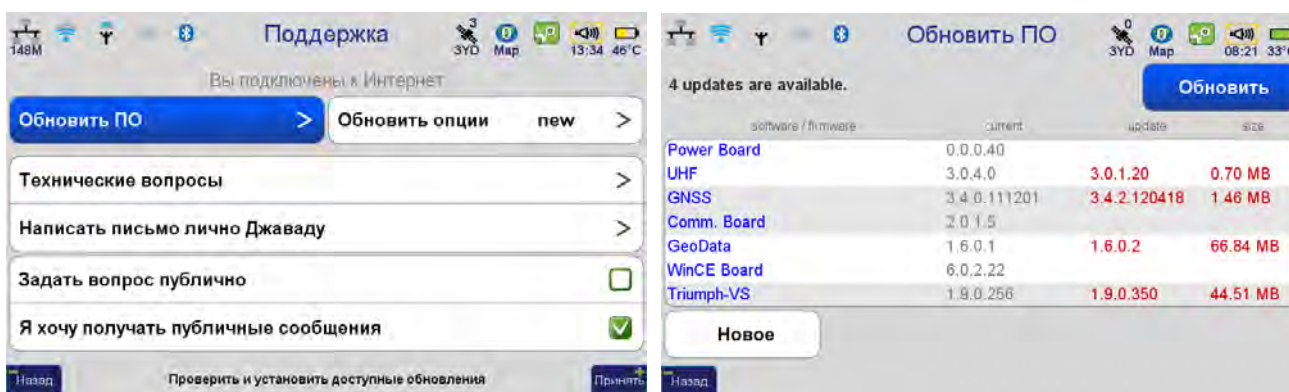 148M
Поддержка
3
3YD Map 13:34 46°C
Вы подключены к Интернет
Обновить ПО >
Обновить опции new >
Технические вопросы >
Написать письмо лично Джаваду >
Задать вопрос публично
Я хочу получать публичные сообщения
Назад
Проверить и установить доступные обновления
Принять
Обновить ПО
0
3YD Map 08:21 33°
4 updates are available.
Обновить
software / firmware current update size
Power Board 0.0.0.40
UHF 3.0.4.0 3.0.1.20 0.70 MB
GNSS 3.4.0.111201 3.4.2.120418 1.46 MB
Comm. Board 2.0.1.5
GeoData 1.6.0.1 1.6.0.2 66.84 MB
WinCE Board 6.0.2.22
Triumph-VS 1.9.0.256 1.9.0.350 44.51 MB
Новое
Назад